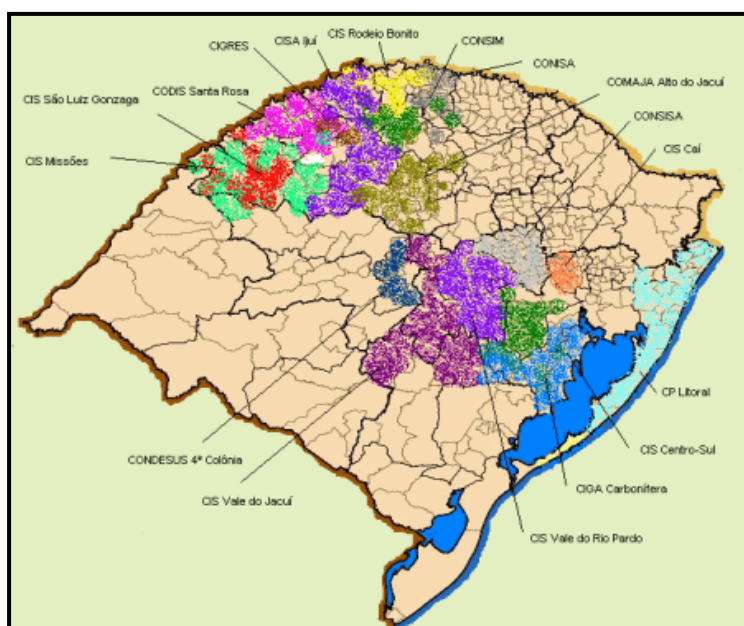 CIS Rodeio Bonito
CISA Ijuí
CONSIM
CIGRES
CONISA
CODIS Santa Rosa
COMAJA Alto do Jacuí
CIS São Luiz Gonzaga
CONSISA
CIS Caí
CIS Missões
CP Litoral
CIS Centro-Sul
CONDESUS 4ª Colônia
CIGA Carbonífera
CIS Vale do Jacuí
CIS Vale do Rio Pardo